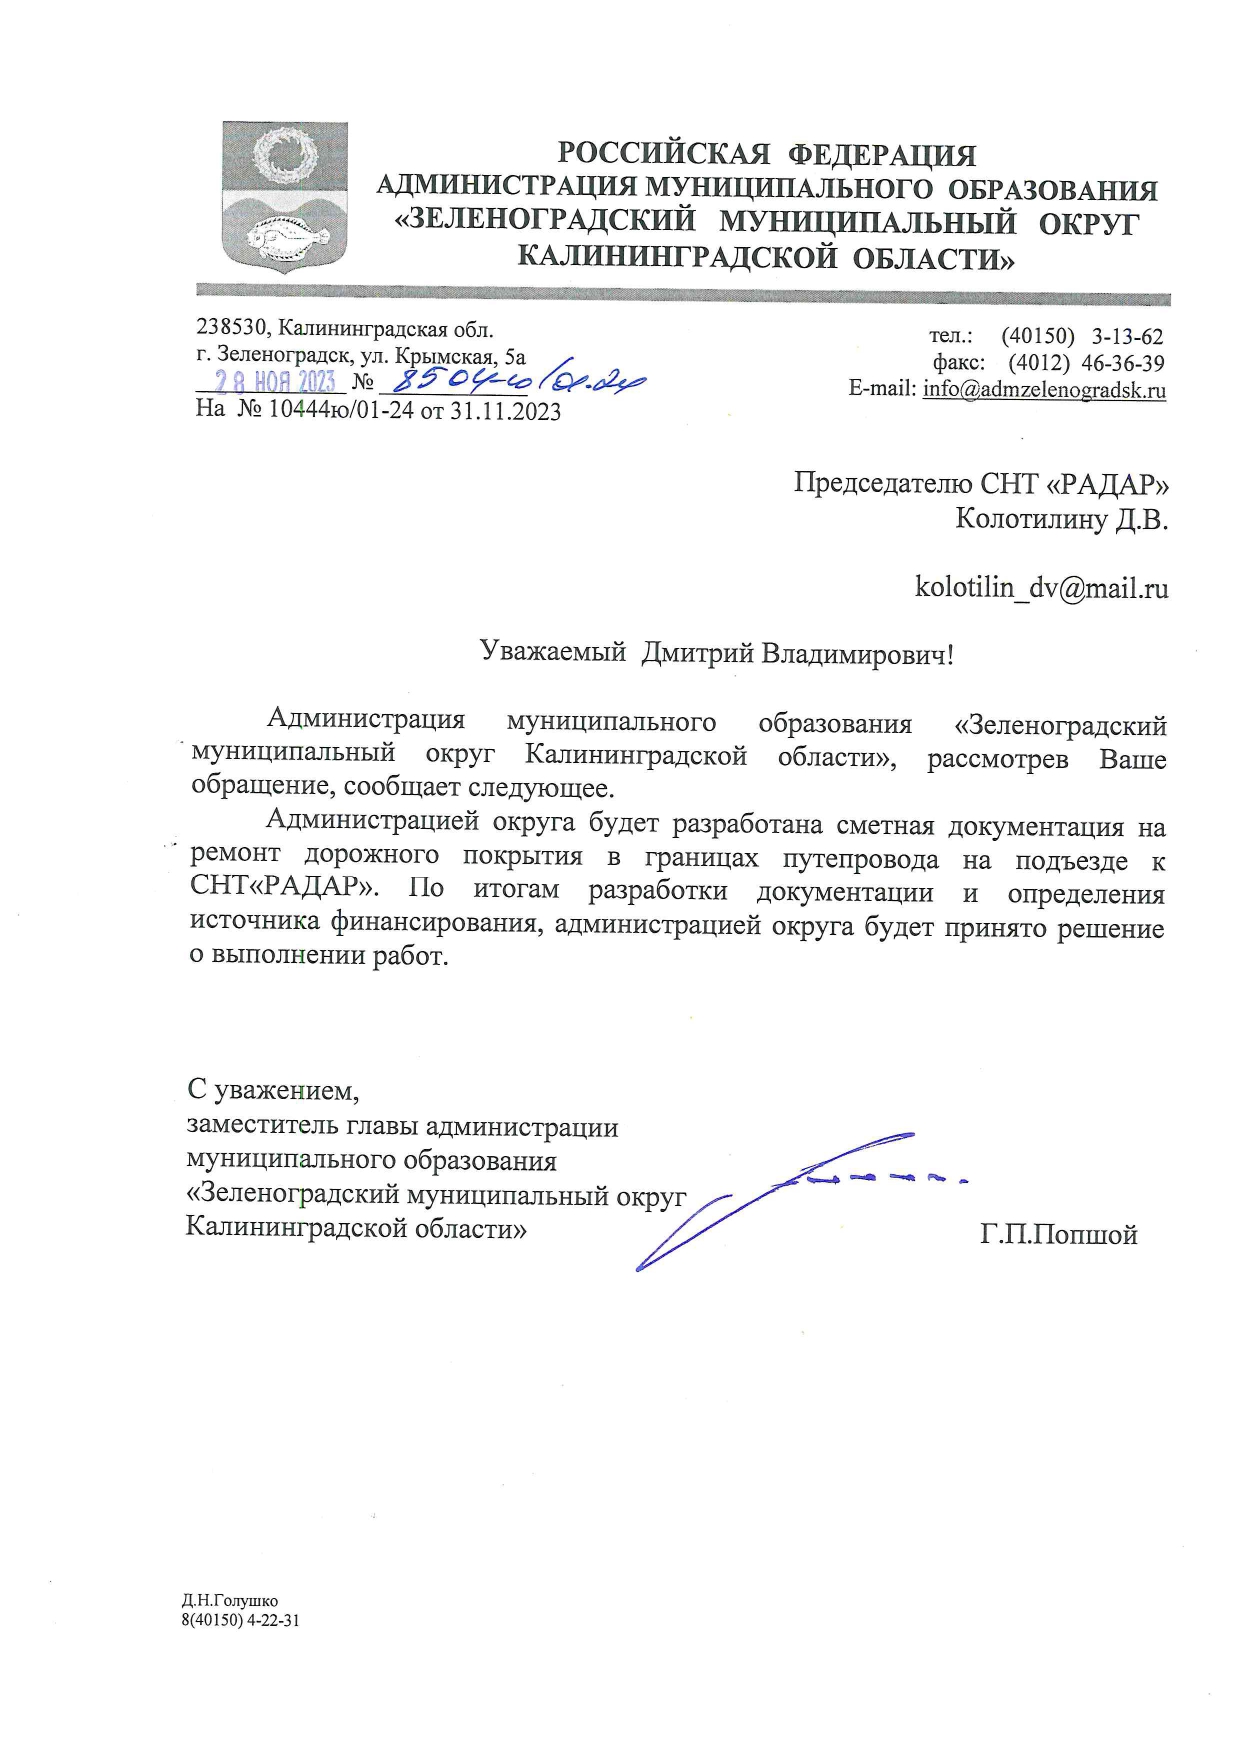 РОССИЙСКАЯ ФЕДЕРАЦИЯ
АДМИНИСТРАЦИЯ МУНИЦИПАЛЬНОГО ОБРАЗОВАНИЯ
«ЗЕЛЕНОГРАДСКИЙ МУНИЦИПАЛЬНЫЙ ОКРУГ
КАЛИНИНГРАДСКОЙ ОБЛАСТИ»
238530, Калининградская обл.
г. Зеленоградск, ул. Крымская, 5а
28 НОЯ 2023 № 8504-ю/01-24
На № 10444ю/01-24 от 31.11.2023
тел.: (40150) 3-13-62
факс: (4012) 46-36-39
E-mail: info@admzelenogradsk.ru
Председателю СНТ «РАДАР»
Колотилину Д.В.
kolotilin_dv@mail.ru
Уважаемый Дмитрий Владимирович!
Администрация муниципального образования «Зеленоградский
муниципальный округ Калининградской области», рассмотрев Ваше
обращение, сообщает следующее.
Администрацией округа будет разработана сметная документация на
ремонт дорожного покрытия в границах путепровода на подъезде к
СНТ«РАДАР». По итогам разработки документации и определения
источника финансирования, администрацией округа будет принято решение
о выполнении работ.
С уважением,
заместитель главы администрации
муниципального образования
«Зеленоградский муниципальный округ
Калининградской области»
Г.П.Попшой
Д.Н.Голушко
8(40150) 4-22-31